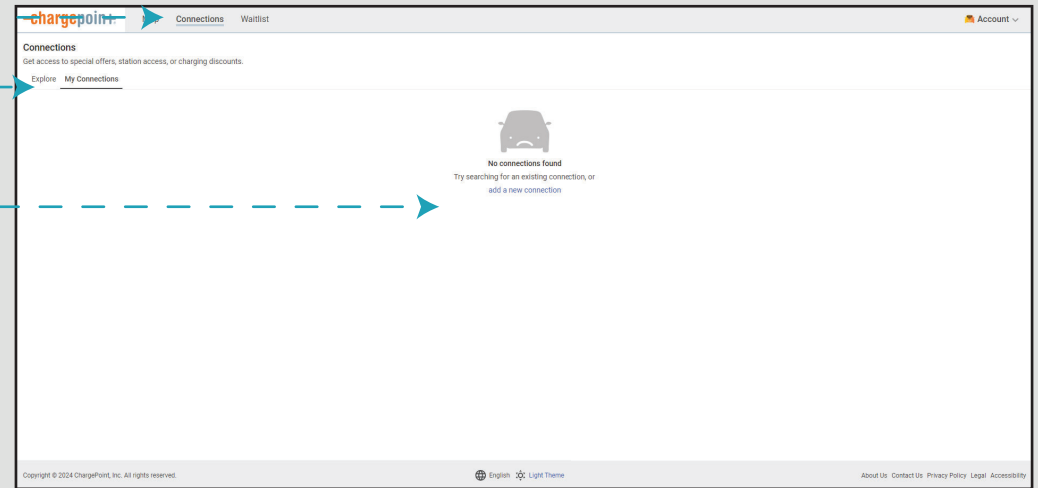 chargepoint
Connections
Waitlist
Account
Connections
Get access to special offers, station access, or charging discounts.
Explore My Connections
No connections found
Try searching for an existing connection, or
add a new connection
Copyright © 2024 ChargePoint, Inc. All rights reserved.
English Light Theme
About Us Contact Us Privacy Policy Legal Accessibility